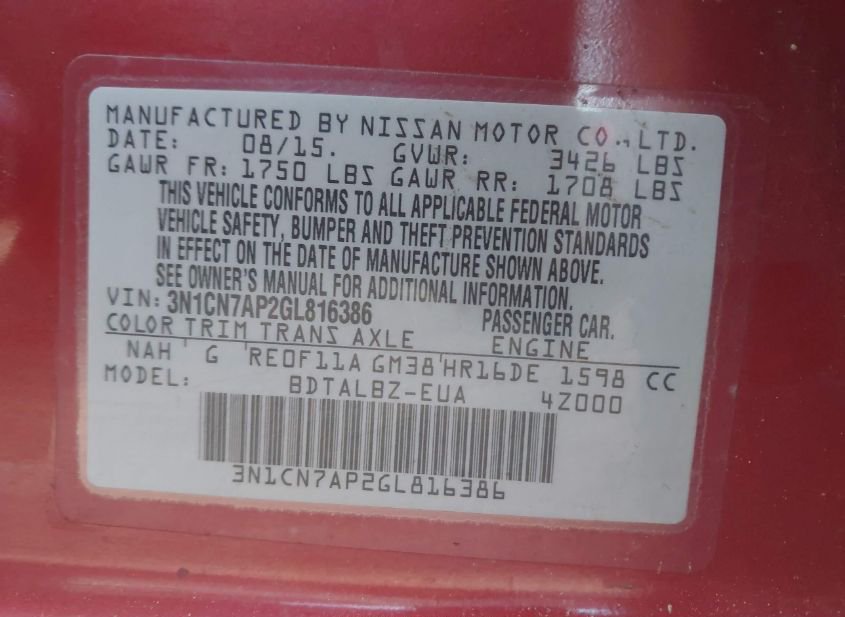 MANUFACTURED BY NISSAN MOTOR CO., LTD.
DATE: 08/15. GVWR: 3426 LBS
GAWR FR: 1750 LBS GAWR RR: 1708 LBS
THIS VEHICLE CONFORMS TO ALL APPLICABLE FEDERAL MOTOR
VEHICLE SAFETY, BUMPER AND THEFT PREVENTION STANDARDS
IN EFFECT ON THE DATE OF MANUFACTURE SHOWN ABOVE.
SEE OWNER'S MANUAL FOR ADDITIONAL INFORMATION.
VIN: 3N1CN7AP2GL816386 PASSENGER CAR.
COLOR TRIM TRANS AXLE ENGINE
NAH G RE0F11A GM38 HR16DE 1598 CC
MODEL: BDTALBZ-EUA 4Z000
3N1CN7AP2GL816386